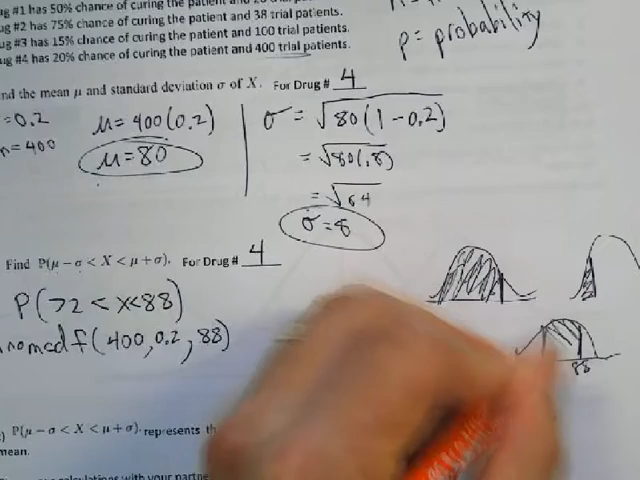 ug #1 has 50% chance of curing the patient and
ug #2 has 75% chance of curing the patient and 38 trial patients.
ug #3 has 15% chance of curing the patient and 100 trial patients.
ug #4 has 20% chance of curing the patient and 400 trial patients.
p = probability
nd the mean μ and standard deviation σ of X. For Drug # 4
= 0.2
n = 400
μ = 400(0.2)
μ = 80
σ = √80(1 - 0.2)
= √80(.8)
= √64
σ = 8
Find P(μ − σ < X < μ + σ). For Drug # 4
P(72 < X < 88)
nomcdf(400, 0.2, 88)
88
) P(μ − σ < X < μ + σ) represents th
mean.
calculations with your partne